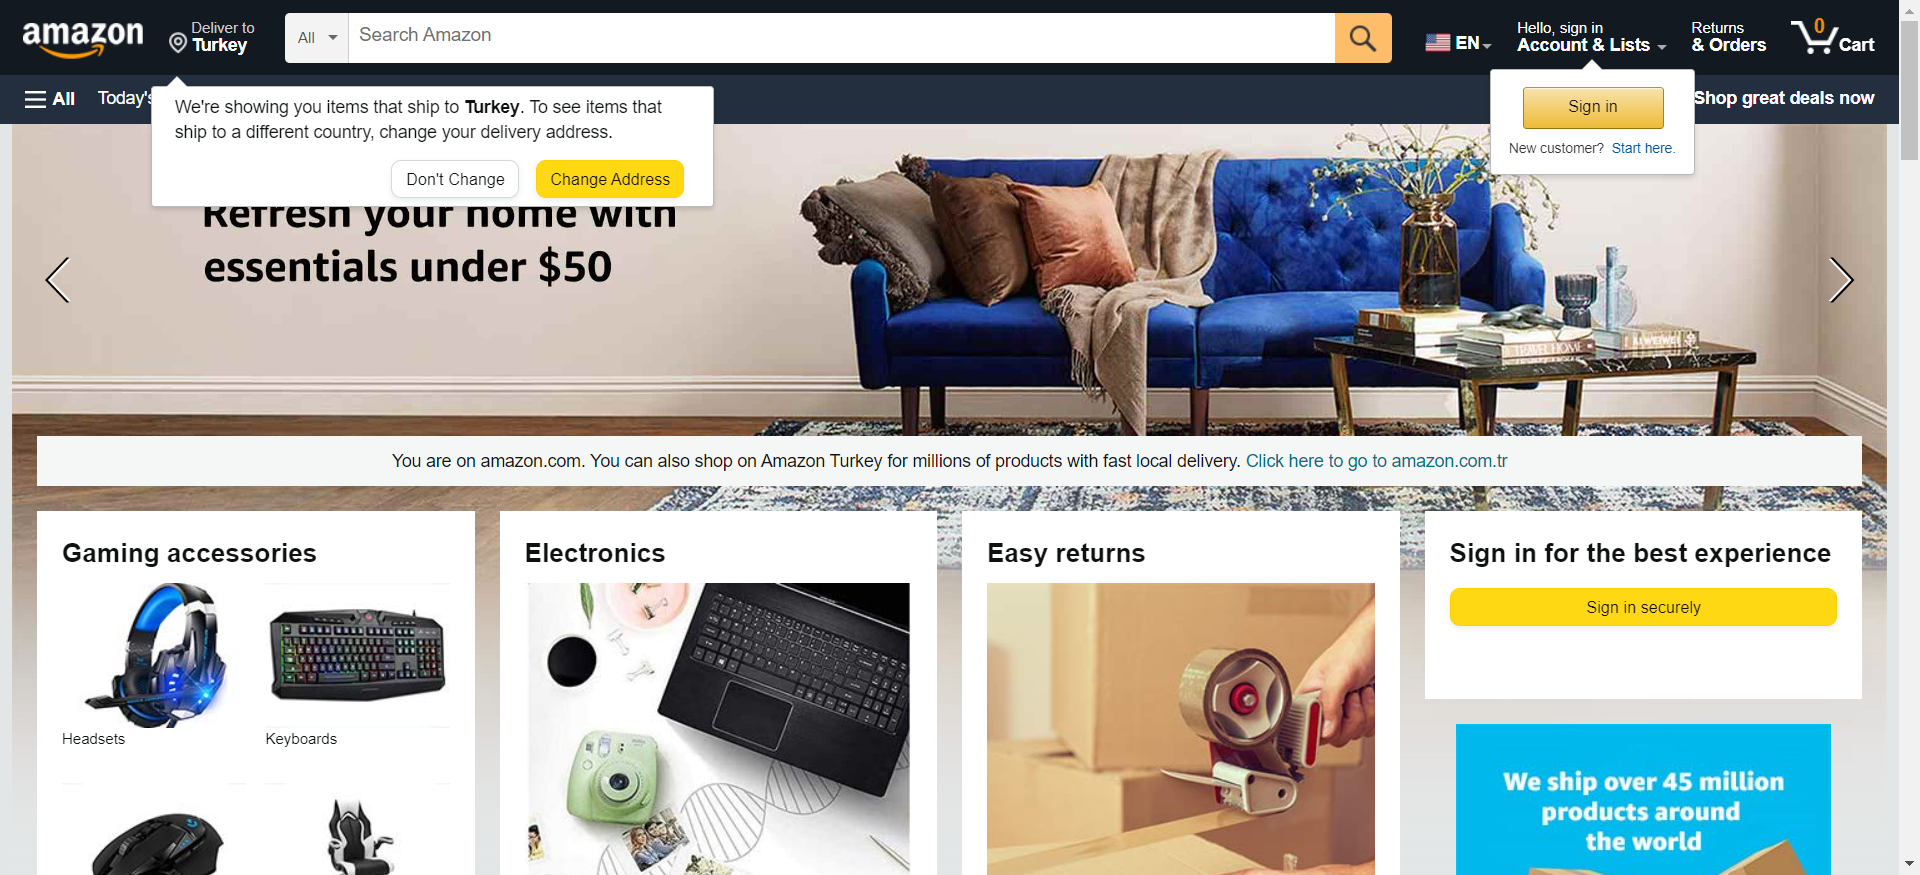 amazon
Deliver to
Turkey
All
Search Amazon
EN
Hello, sign in
Account & Lists
Returns
& Orders
0
Cart
All
Today's
Shop great deals now
We're showing you items that ship to Turkey. To see items that
ship to a different country, change your delivery address.
Don't Change
Change Address
Sign in
New customer? Start here.
Refresh your home with
essentials under $50
TRAVEL HOME
AI WEIWEI
You are on amazon.com. You can also shop on Amazon Turkey for millions of products with fast local delivery. Click here to go to amazon.com.tr
Gaming accessories
Headsets
Keyboards
Electronics
Easy returns
Sign in for the best experience
Sign in securely
We ship over 45 million
products around
the world